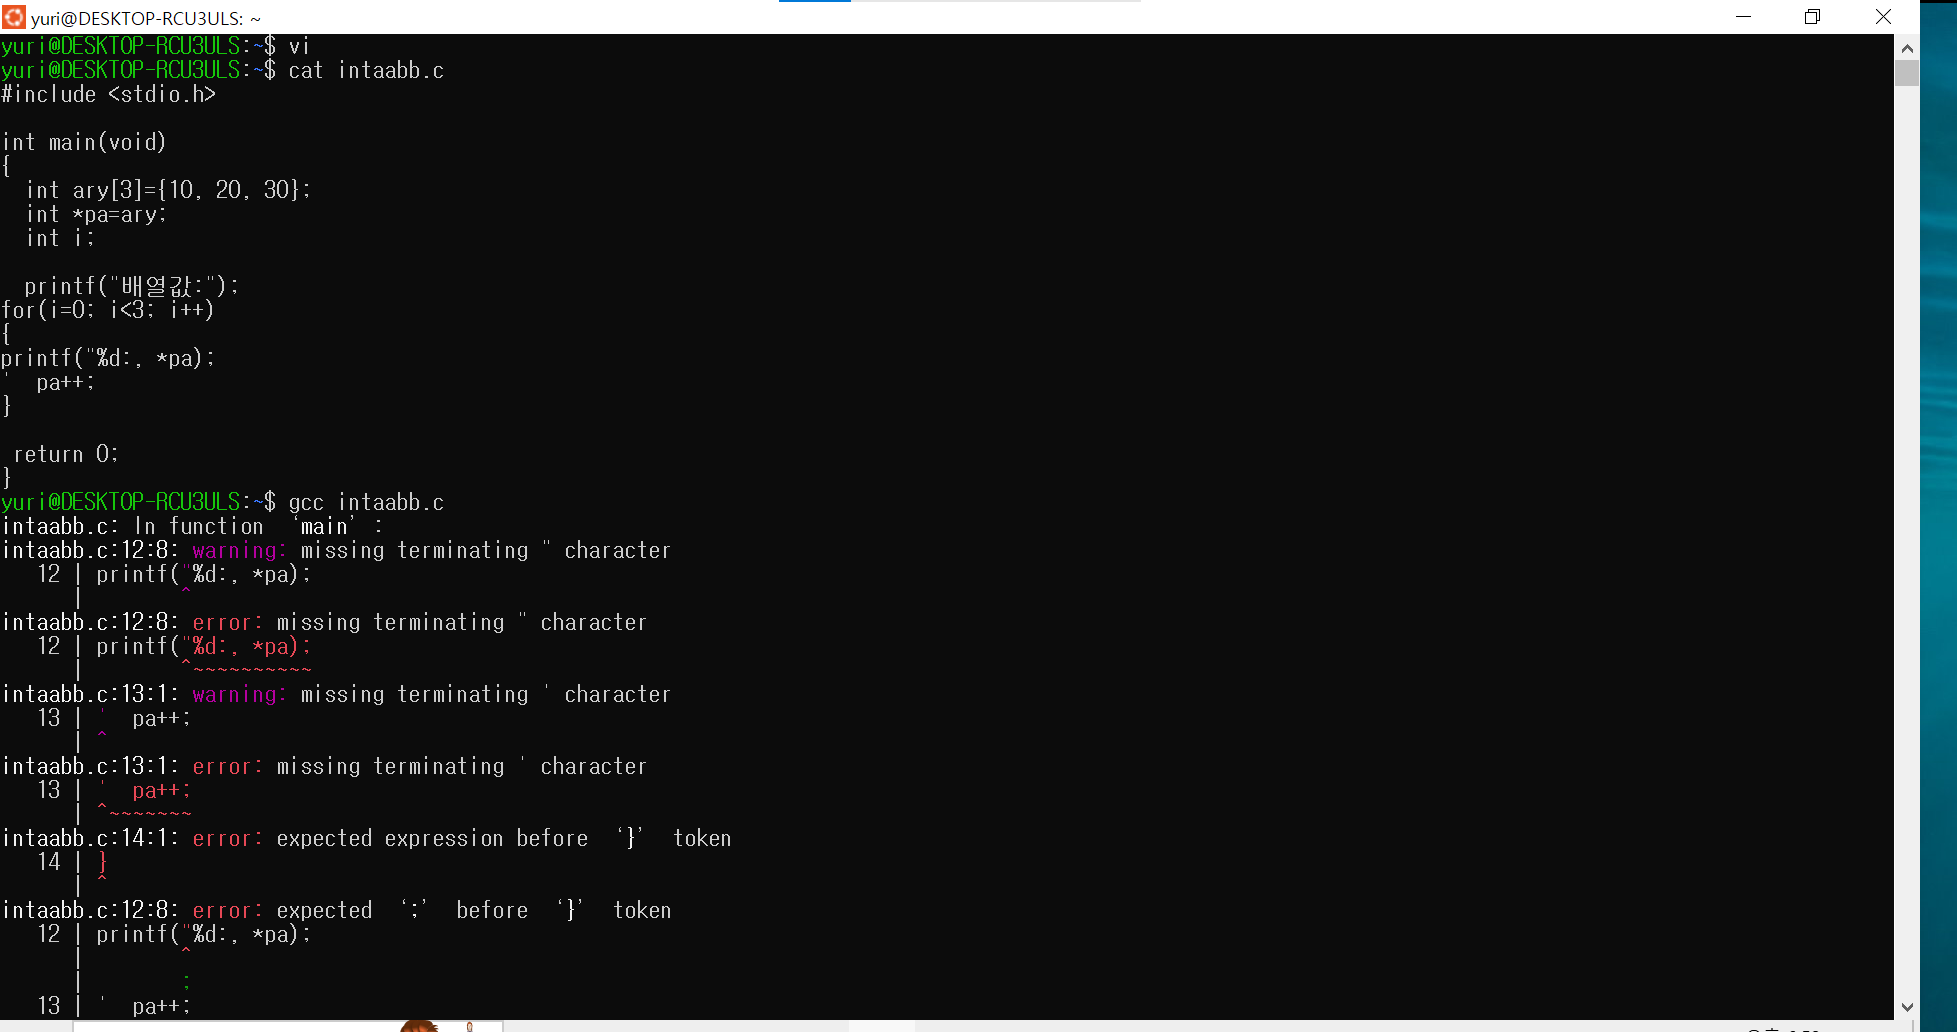 yuri@DESKTOP-RCU3ULS: ~
yuri@DESKTOP-RCU3ULS:~$ vi
yuri@DESKTOP-RCU3ULS:~$ cat intaabb.c
#include <stdio.h>
int main(void)
{
  int ary[3]={10, 20, 30};
  int *pa=ary;
  int i;
  printf("배열값:");
for(i=0; i<3; i++)
{
printf("%d:, *pa);
'  pa++;
}
 return 0;
}
yuri@DESKTOP-RCU3ULS:~$ gcc intaabb.c
intaabb.c: In function ‘main’:
intaabb.c:12:8: warning: missing terminating " character
   12 | printf("%d:, *pa);
      |        ^
intaabb.c:12:8: error: missing terminating " character
   12 | printf("%d:, *pa);
      |        ^~~~~~~~~~~
intaabb.c:13:1: warning: missing terminating ' character
   13 | '  pa++;
      | ^
intaabb.c:13:1: error: missing terminating ' character
   13 | '  pa++;
      | ^~~~~~~~
intaabb.c:14:1: error: expected expression before ‘}’ token
   14 | }
      | ^
intaabb.c:12:8: error: expected ‘;’ before ‘}’ token
   12 | printf("%d:, *pa);
      |        ^
      |        ;
   13 | '  pa++;